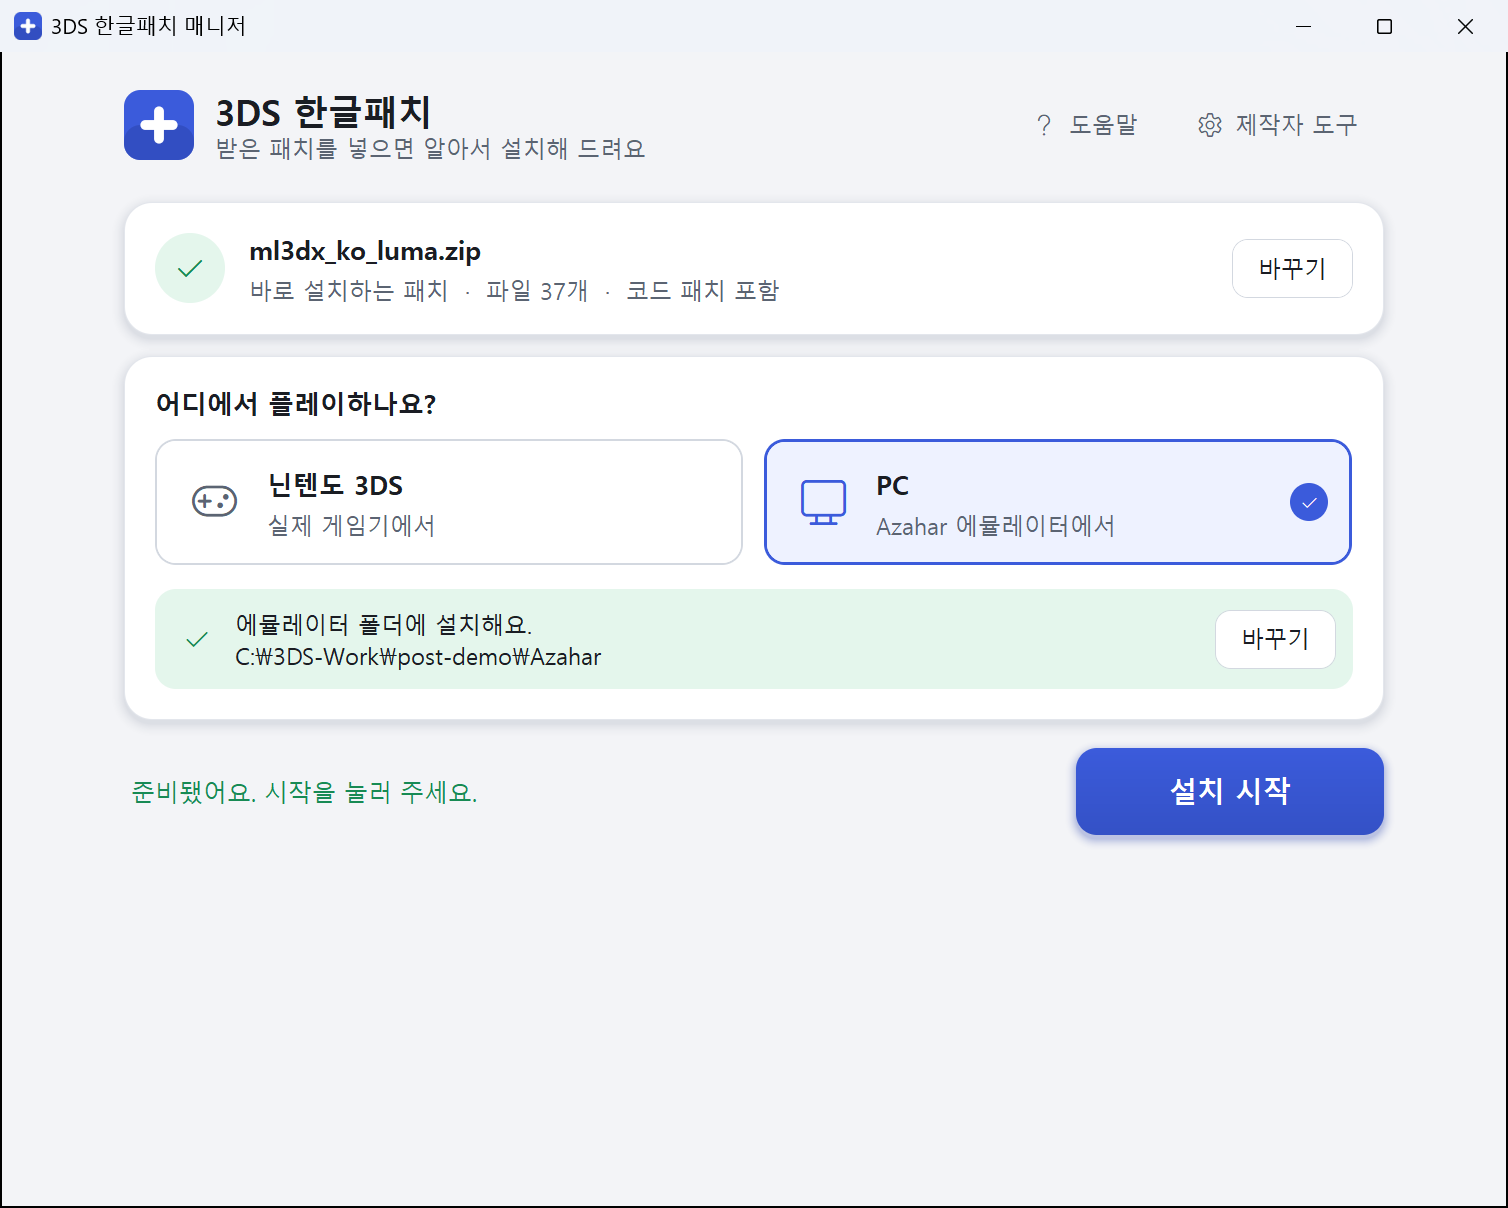 3DS 한글패치 매니저
3DS 한글패치
받은 패치를 넣으면 알아서 설치해 드려요
? 도움말
제작자 도구
ml3dx_ko_luma.zip
바로 설치하는 패치 · 파일 37개 · 코드 패치 포함
바꾸기
어디에서 플레이하나요?
닌텐도 3DS
실제 게임기에서
PC
Azahar 에뮬레이터에서
에뮬레이터 폴더에 설치해요.
C:₩3DS-Work₩post-demo₩Azahar
바꾸기
준비됐어요. 시작을 눌러 주세요.
설치 시작